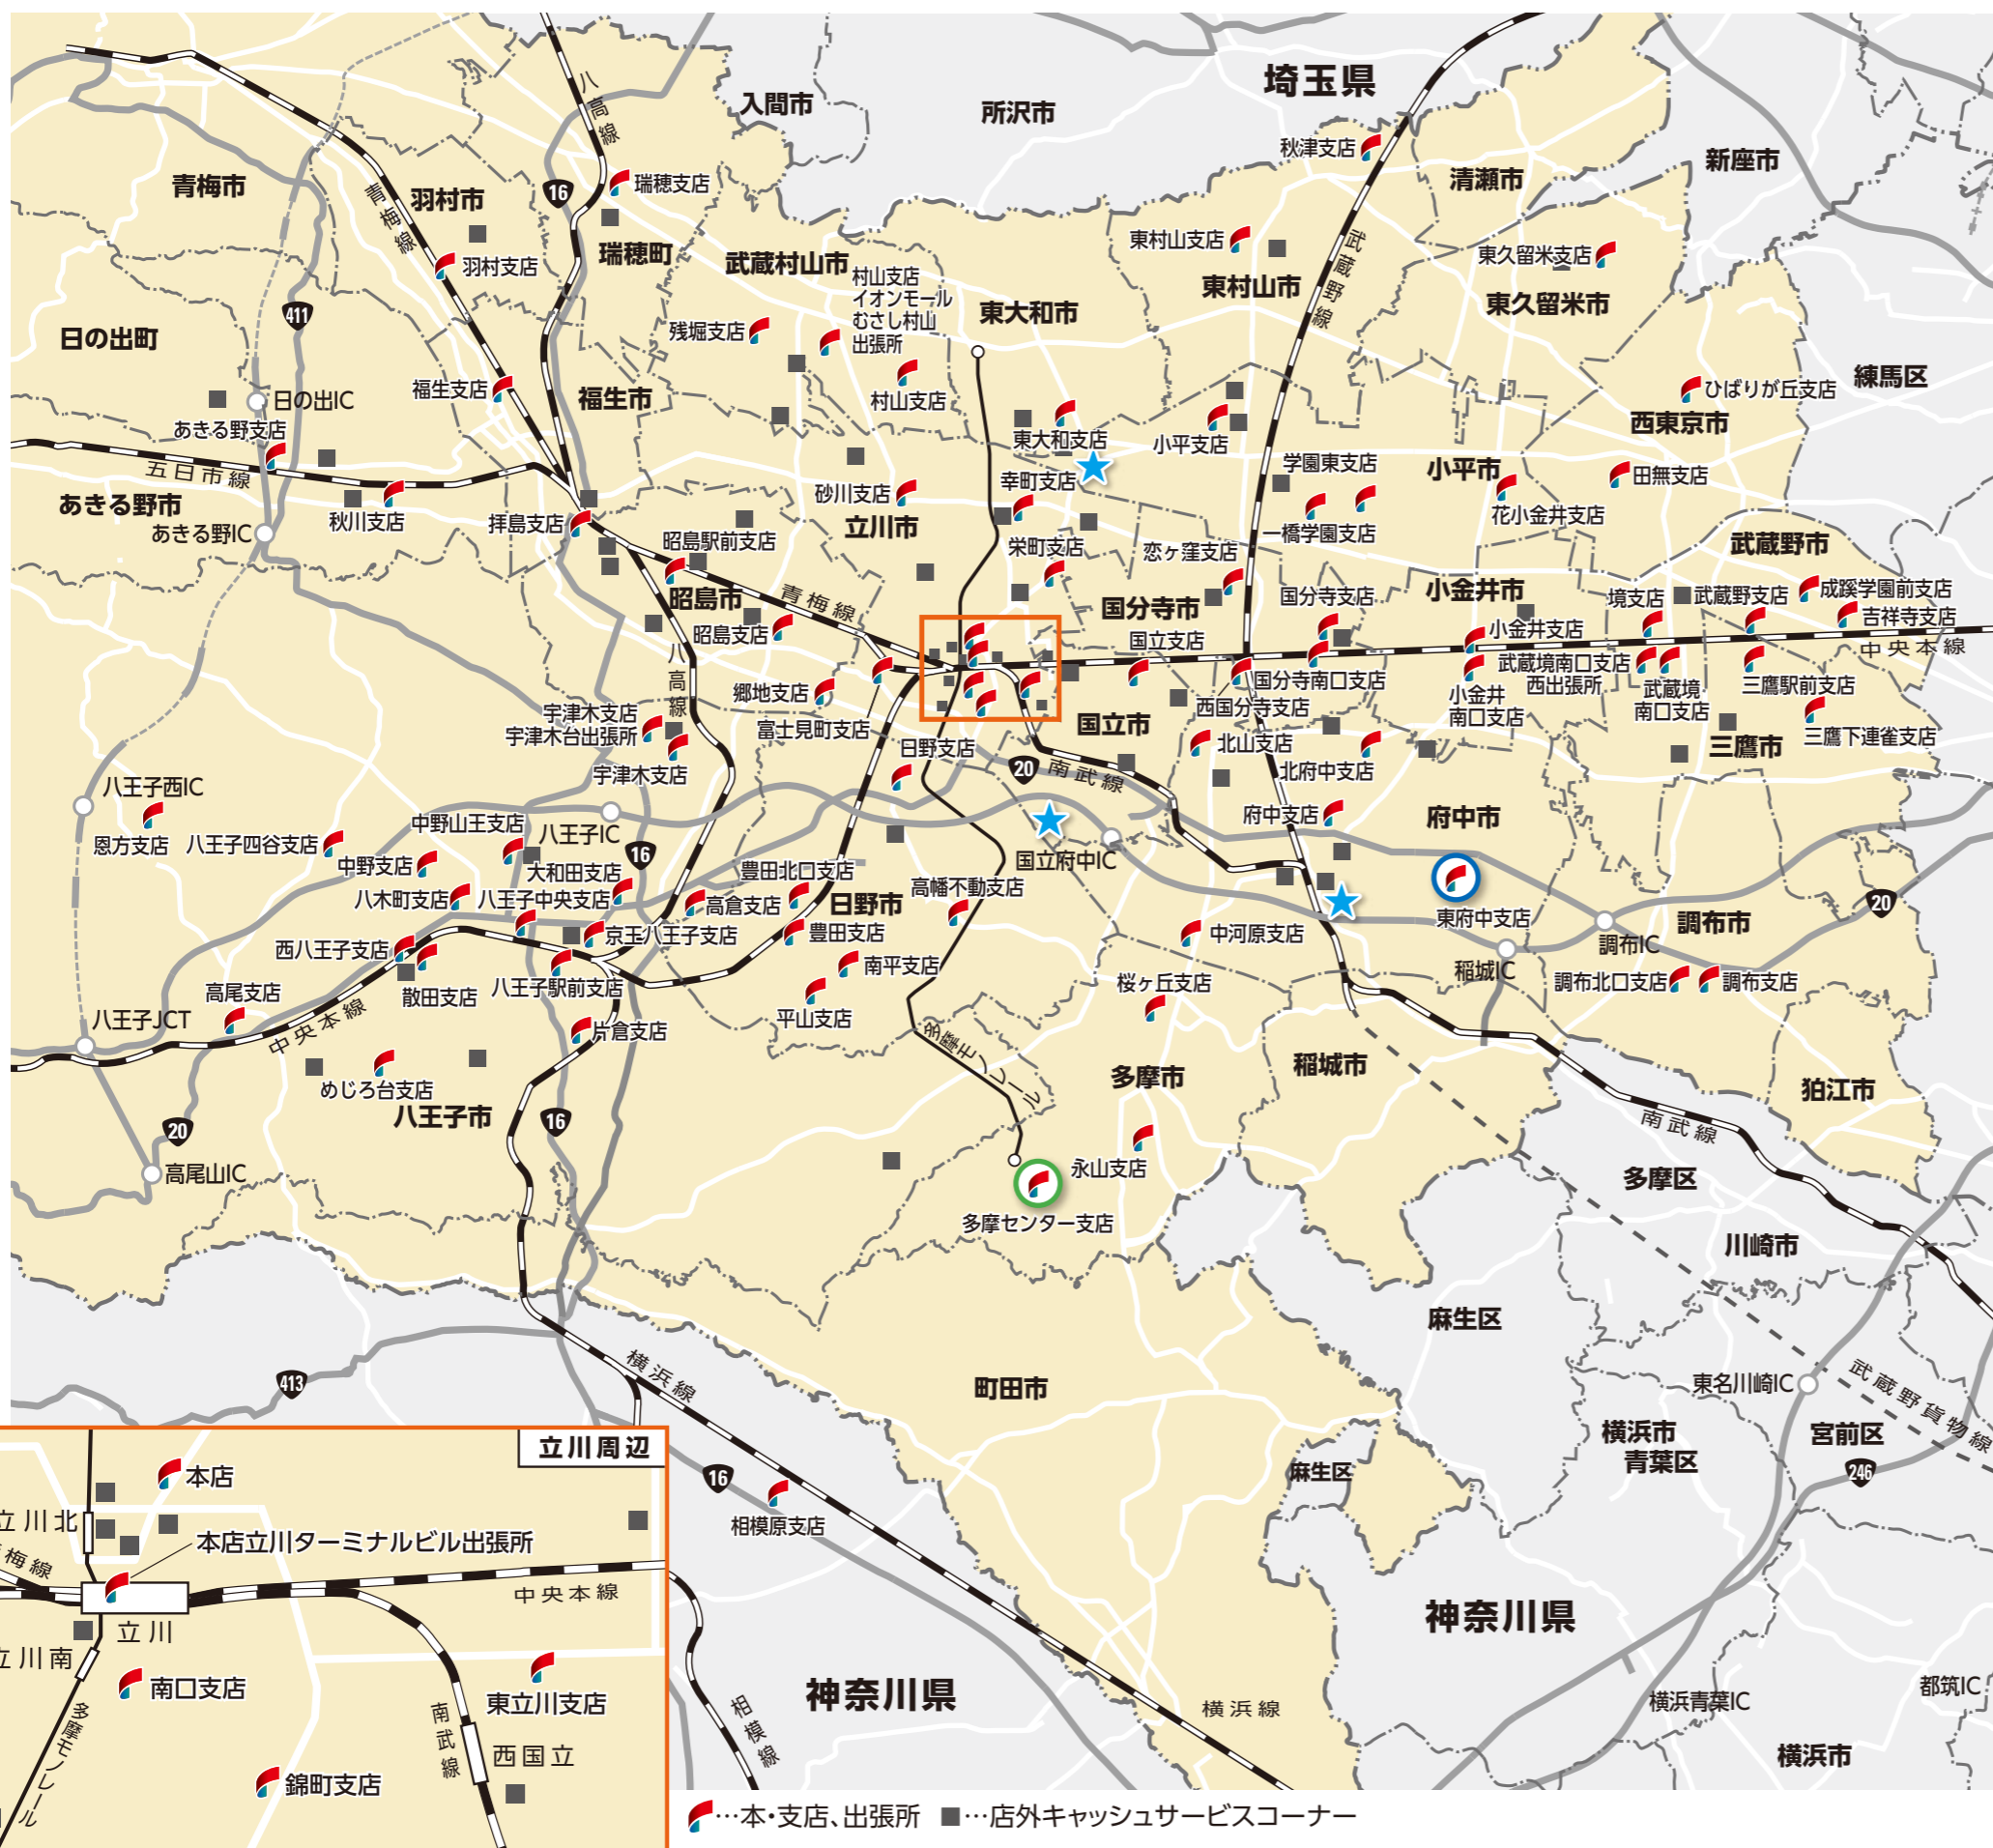 埼玉県
入間市
所沢市
八高線
秋津支店
新座市
清瀬市
青梅市
青梅線
羽村市
16
瑞穂支店
瑞穂町
東村山支店
東久留米支店
武蔵村山市
羽村支店
村山支店
イオンモール
むさし村山
出張所
東村山市
武蔵野線
東久留米市
411
東大和市
日の出町
残堀支店
練馬区
福生支店
福生市
村山支店
ひばりが丘支店
日の出IC
西東京市
あきる野支店
東大和支店
小平支店
学園東支店
小平市
五日市線
幸町支店
田無支店
あきる野市
秋川支店
砂川支店
花小金井支店
拝島支店
立川市
あきる野IC
昭島駅前支店
栄町支店
恋ヶ窪支店
一橋学園支店
武蔵野市
昭島市
青梅線
国分寺市
国分寺支店
小金井市
境支店
武蔵野支店
成蹊学園前支店
吉祥寺支店
昭島支店
国立支店
小金井支店
中央本線
八高線
武蔵境南口支店
西出張所
国分寺南口支店
三鷹駅前支店
郷地支店
小金井
南口支店
武蔵境
南口支店
宇津木支店
宇津木台出張所
西国分寺支店
富士見町支店
国立市
三鷹下連雀支店
日野支店
北山支店
三鷹市
宇津木支店
20
南武線
北府中支店
八王子西IC
中野山王支店
八王子IC
府中支店
府中市
恩方支店
八王子四谷支店
16
国立府中IC
中野支店
大和田支店
豊田北口支店
八木町支店
八王子中央支店
高倉支店
日野市
高幡不動支店
東府中支店
20
西八王子支店
京王八王子支店
豊田支店
中河原支店
調布IC
調布市
南平支店
稲城IC
散田支店
八王子駅前支店
桜ヶ丘支店
調布北口支店
調布支店
高尾支店
八王子JCT
中央本線
平山支店
片倉支店
多摩モノレール
多摩市
稲城市
めじろ台支店
狛江市
八王子市
16
20
南武線
高尾山IC
永山支店
多摩区
多摩センター支店
川崎市
麻生区
横浜線
413
町田市
東名川崎IC
武蔵野貨物線
横浜市
青葉区
宮前区
麻生区
246
16
相模原支店
神奈川県
都筑IC
横浜青葉IC
神奈川県
相模線
横浜線
横浜市
立川周辺
本店
立川北
本店立川ターミナルビル出張所
梅線
中央本線
立川
立川南
南口支店
東立川支店
多摩モノレール
南武線
西国立
錦町支店
…本・支店、出張所 ■…店外キャッシュサービスコーナー